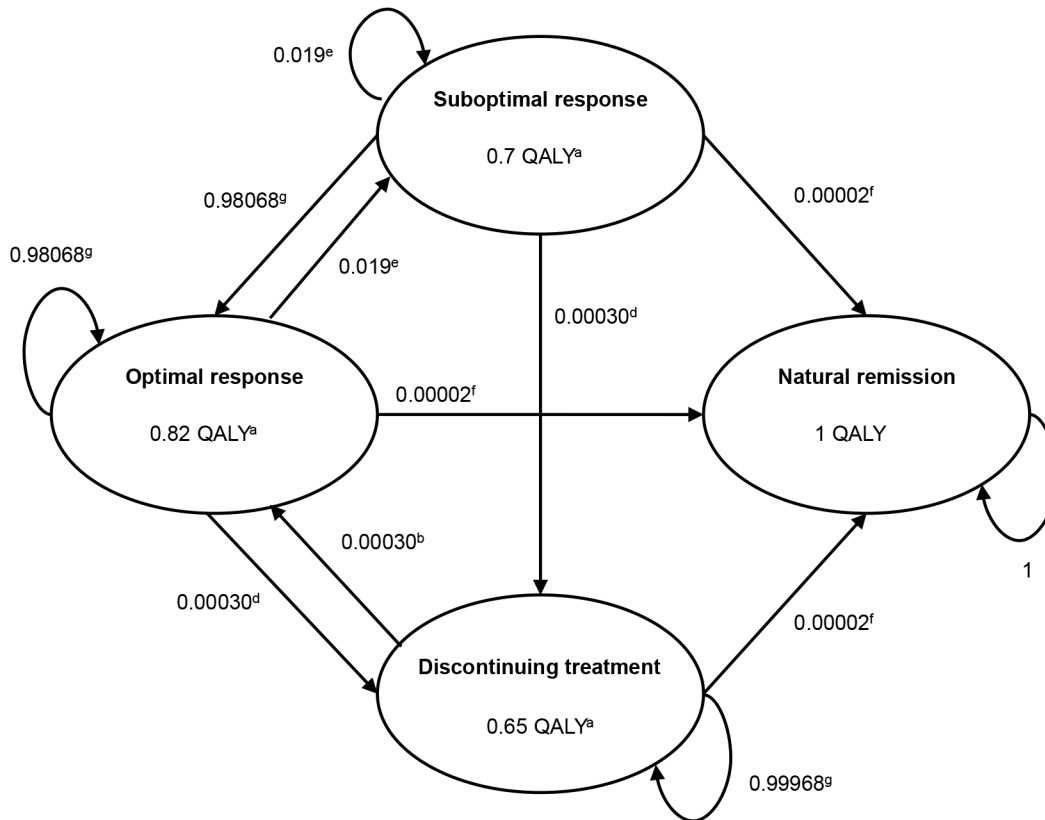 0.019ᵉ
Suboptimal response
0.7 QALYᵃ
0.98068ᵍ
0.00002ᶠ
0.98068ᵍ
0.019ᵉ
0.00030ᵈ
Optimal response
0.82 QALYᵃ
0.00002ᶠ
Natural remission
1 QALY
0.00030ᵇ
0.00030ᵈ
1
0.00002ᶠ
Discontinuing treatment
0.65 QALYᵃ
0.99968ᵍ